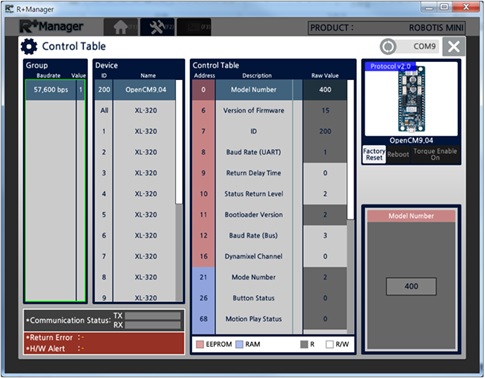 R+Manager
R+Manager
PRODUCT : ROBOTIS MINI
Control Table
COM9
Group
Baudrate Value
57,600 bps 1
Device
ID Name
200 OpenCM9.04
All XL-320
1 XL-320
2 XL-320
3 XL-320
4 XL-320
5 XL-320
6 XL-320
7 XL-320
8 XL-320
9 XL-320
Control Table
Address Description Raw Value
0 Model Number 400
6 Version of Firmware 15
7 ID 200
8 Baud Rate (UART) 1
9 Return Delay Time 0
10 Status Return Level 2
11 Bootloader Version 2
12 Baud Rate (Bus) 3
16 Dynamixel Channel 0
21 Mode Number 2
26 Button Status 0
68 Motion Play Status 0
EEPROM RAM R R/W
Protocol v2.0
OpenCM9.04
Factory Reset
Reboot
Torque Enable On
Model Number
400
*Communication Status: TX
RX
*Return Error :-
*H/W Alert :-